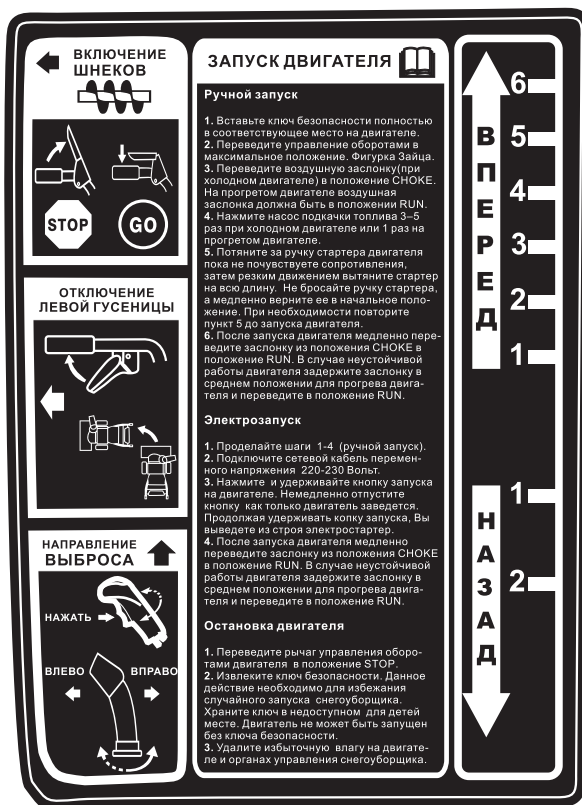 ВКЛЮЧЕНИЕ
ШНЕКОВ
STOP
GO
ОТКЛЮЧЕНИЕ
ЛЕВОЙ ГУСЕНИЦЫ
НАПРАВЛЕНИЕ
ВЫБРОСА
НАЖАТЬ
ВЛЕВО
ВПРАВО
ЗАПУСК ДВИГАТЕЛЯ
Ручной запуск
1. Вставьте ключ безопасности полностью
в соответствующее место на двигателе.
2. Переведите управление оборотами в
максимальное положение. Фигурка Зайца.
3. Переведите воздушную заслонку(при
холодном двигателе) в положение CHOKE.
На прогретом двигателе воздушная
заслонка должна быть в положении RUN.
4. Нажмите насос подкачки топлива 3–5
раз при холодном двигателе или 1 раз на
прогретом двигателе.
5. Потяните за ручку стартера двигателя
пока не почувствуете сопротивления,
затем резким движением вытяните стартер
на всю длину. Не бросайте ручку стартера,
а медленно верните ее в начальное поло-
жение. При необходимости повторите
пункт 5 до запуска двигателя.
6. После запуска двигателя медленно пере-
ведите заслонку из положения CHOKE в
положение RUN. В случае неустойчивой
работы двигателя задержите заслонку в
среднем положении для прогрева двига-
теля и переведите в положение RUN.
Электрозапуск
1. Проделайте шаги 1-4 (ручной запуск).
2. Подключите сетевой кабель перемен-
ного напряжения 220-230 Вольт.
3. Нажмите и удерживайте кнопку запуска
на двигателе. Немедленно отпустите
кнопку как только двигатель заведется.
Продолжая удерживать копку запуска, Вы
выведете из строя электростартер.
4. После запуска двигателя медленно
переведите заслонку из положения CHOKE
в положение RUN. В случае неустойчивой
работы двигателя задержите заслонку в
среднем положении для прогрева двига-
теля и переведите в положение RUN.
Остановка двигателя
1. Переведите рычаг управления оборо-
тами двигателя в положение STOP.
2. Извлеките ключ безопасности. Данное
действие необходимо для избежания
случайного запуска снегоуборщика.
Храните ключ в недоступном для детей
месте. Двигатель не может быть запущен
без ключа безопасности.
3. Удалите избыточную влагу на двигате-
ле и органах управления снегоуборщика.
ВПЕРЕД
6
5
4
3
2
1
НАЗАД
1
2